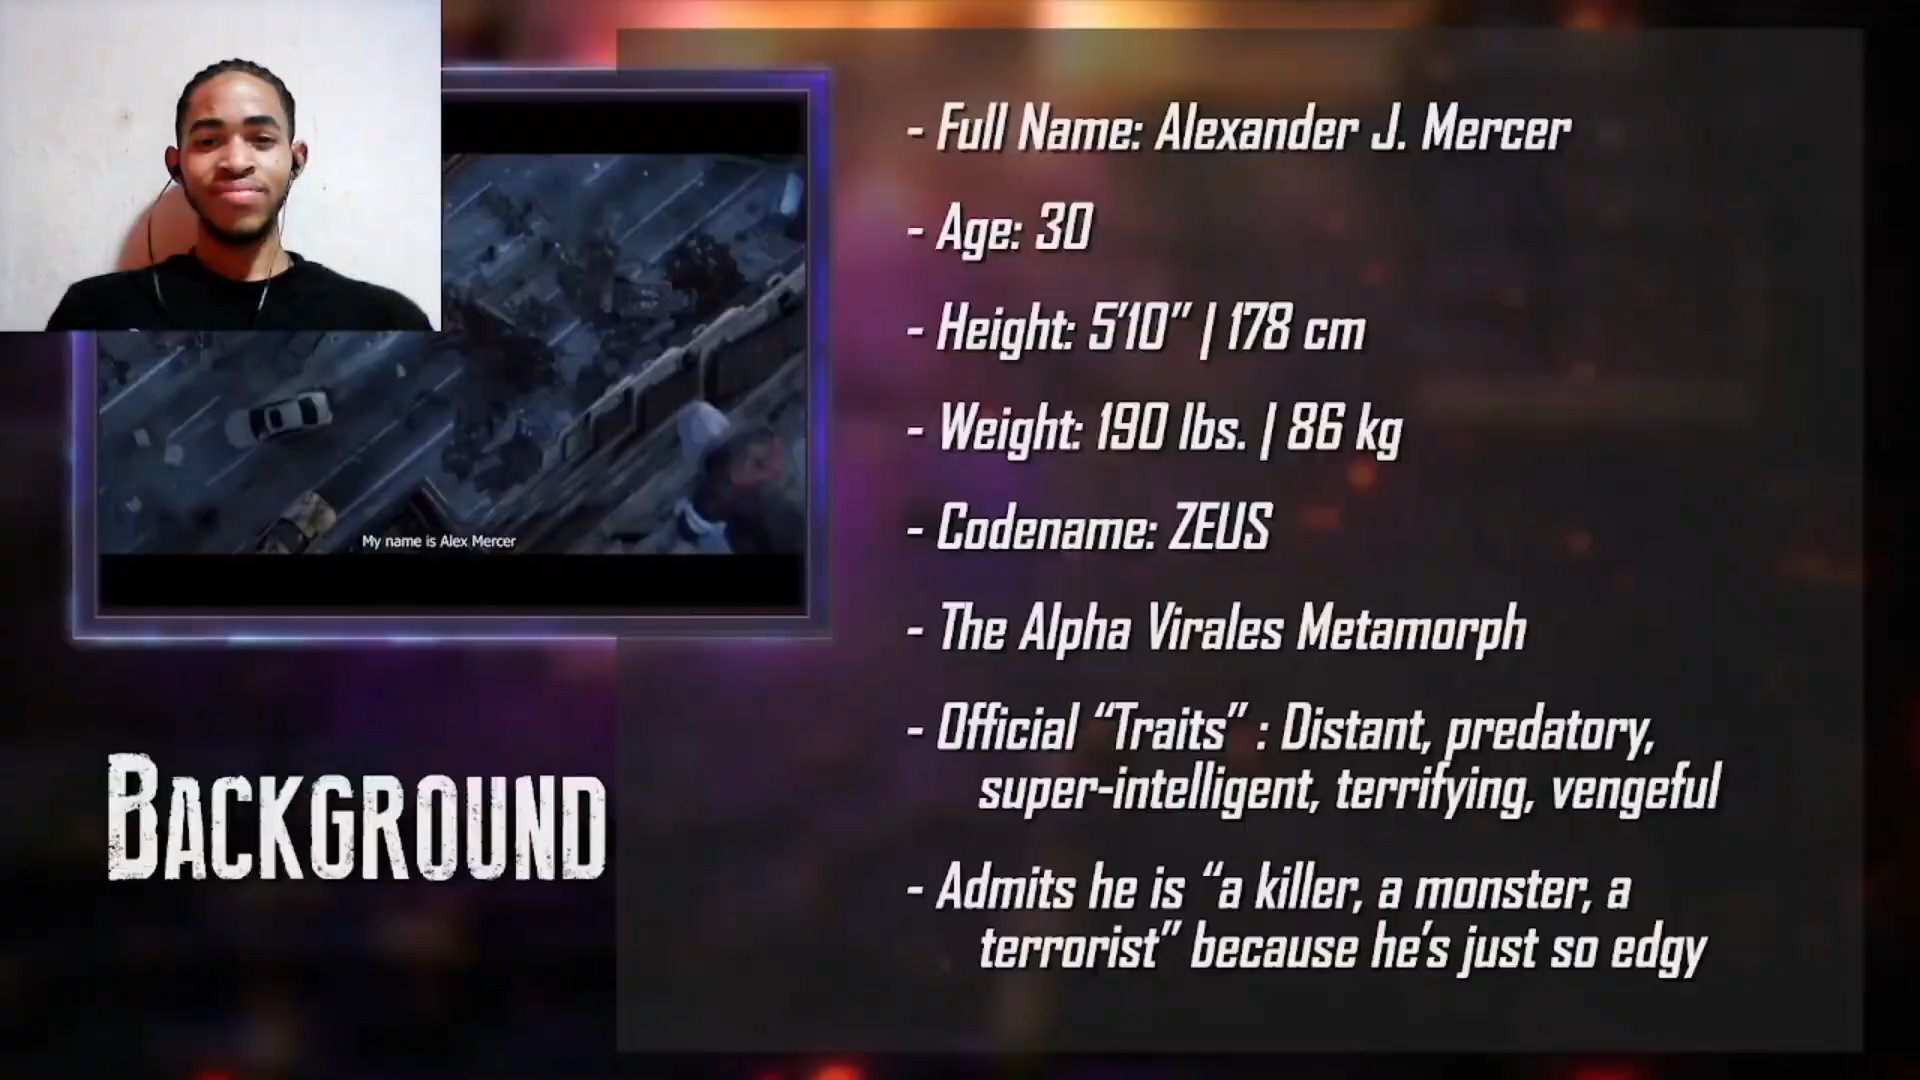 - Full Name: Alexander J. Mercer
- Age: 30
- Height: 5'10" | 178 cm
- Weight: 190 lbs. | 86 kg
- Codename: ZEUS
- The Alpha Virales Metamorph
- Official "Traits" : Distant, predatory,
super-intelligent, terrifying, vengeful
- Admits he is "a killer, a monster, a
terrorist" because he's just so edgy
My name is Alex Mercer
BACKGROUND